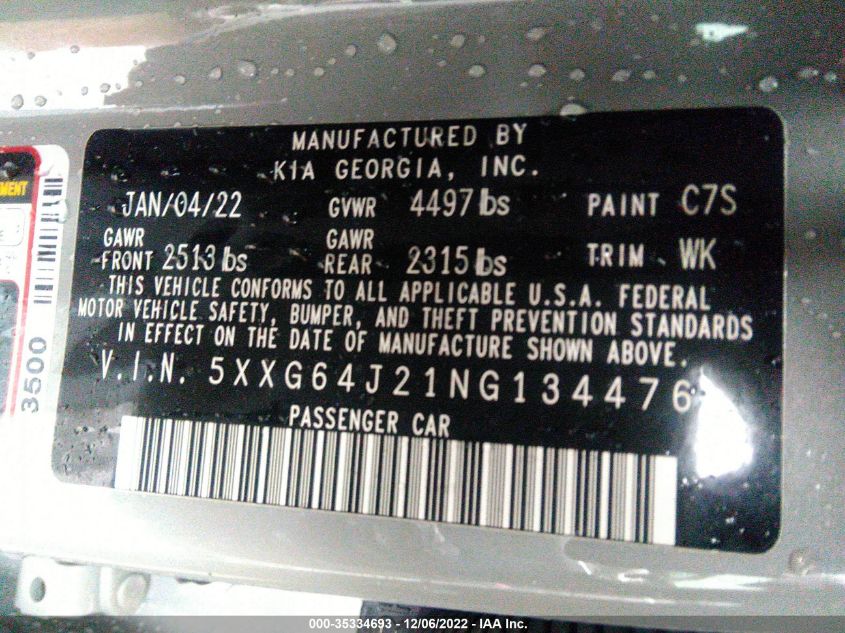 MANUFACTURED BY
KIA GEORGIA, INC.
JAN/04/22 GVWR 4497 lbs PAINT C7S
GAWR FRONT 2513 lbs GAWR REAR 2315 lbs TRIM WK
THIS VEHICLE CONFORMS TO ALL APPLICABLE U.S.A. FEDERAL
MOTOR VEHICLE SAFETY, BUMPER, AND THEFT PREVENTION STANDARDS
IN EFFECT ON THE DATE OF MANUFACTURE SHOWN ABOVE.
V.I.N. 5XXG64J21NG134476
PASSENGER CAR
3500
000-35334693 - 12/06/2022 - IAA Inc.